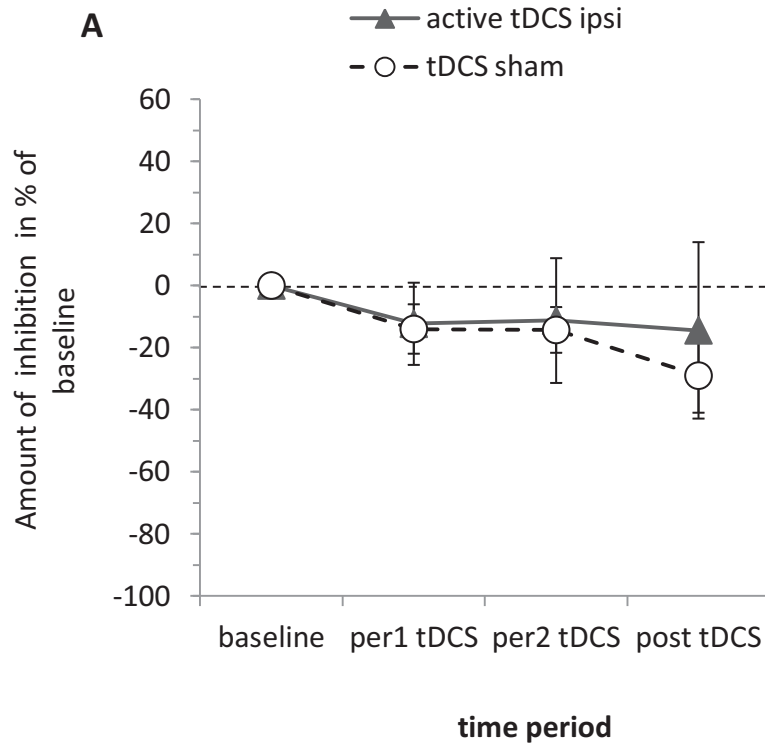 A
active tDCS ipsi
tDCS sham
Amount of inhibition in % of
baseline
60
40
20
0
-20
-40
-60
-80
-100
baseline per1 tDCS per2 tDCS post tDCS
time period